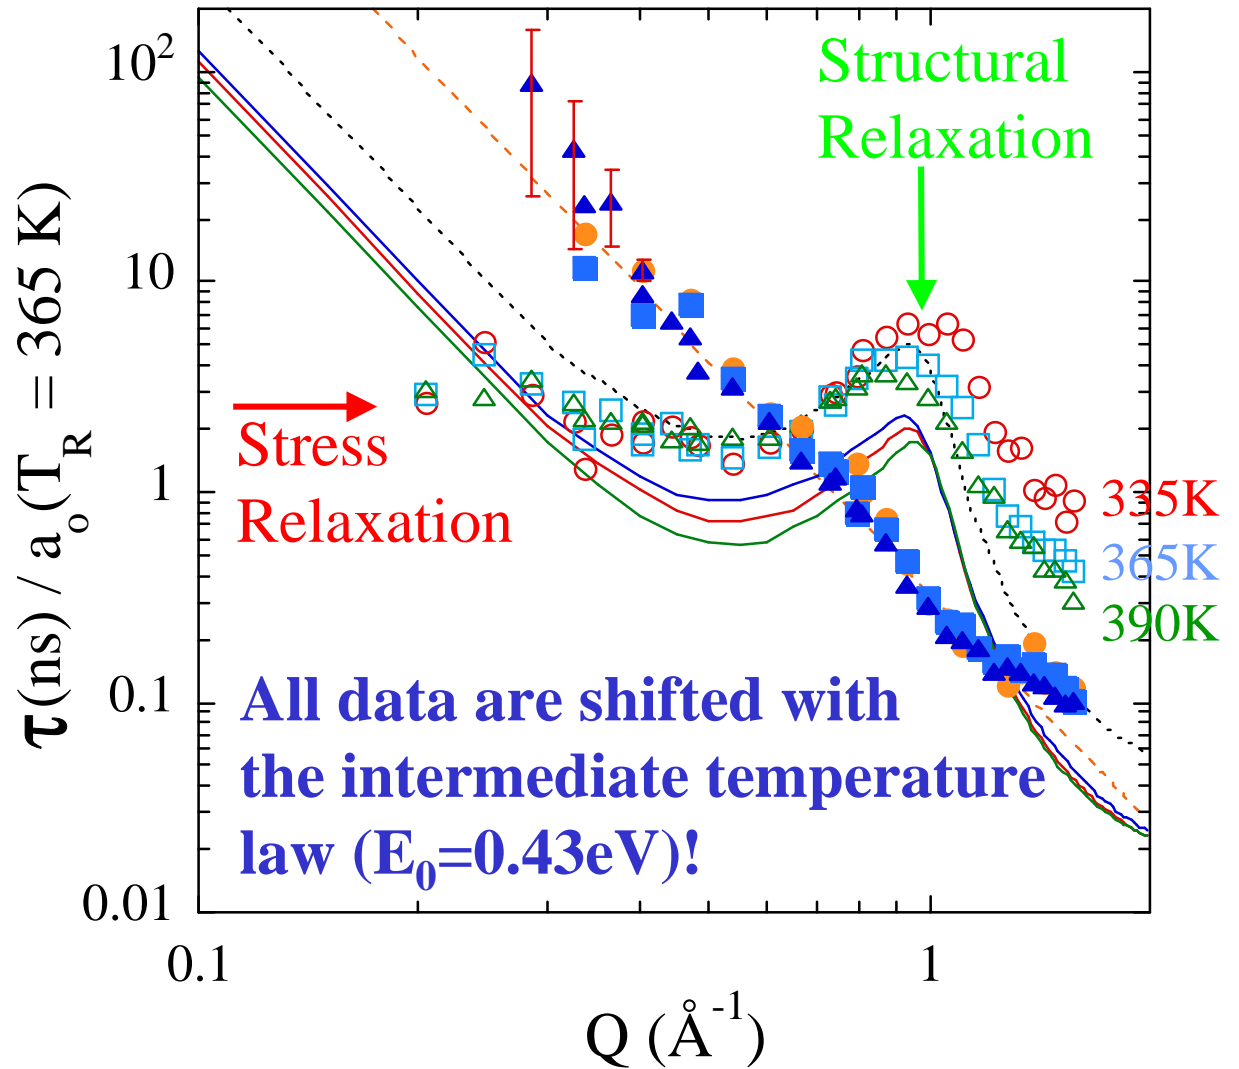 10²
10
1
0.1
0.01
0.1
1
τ(ns) / aₒ(T_R = 365 K)
Q (Å⁻¹)
Structural
Relaxation
Stress
Relaxation
335K
365K
390K
All data are shifted with
the intermediate temperature
law (E₀=0.43eV)!